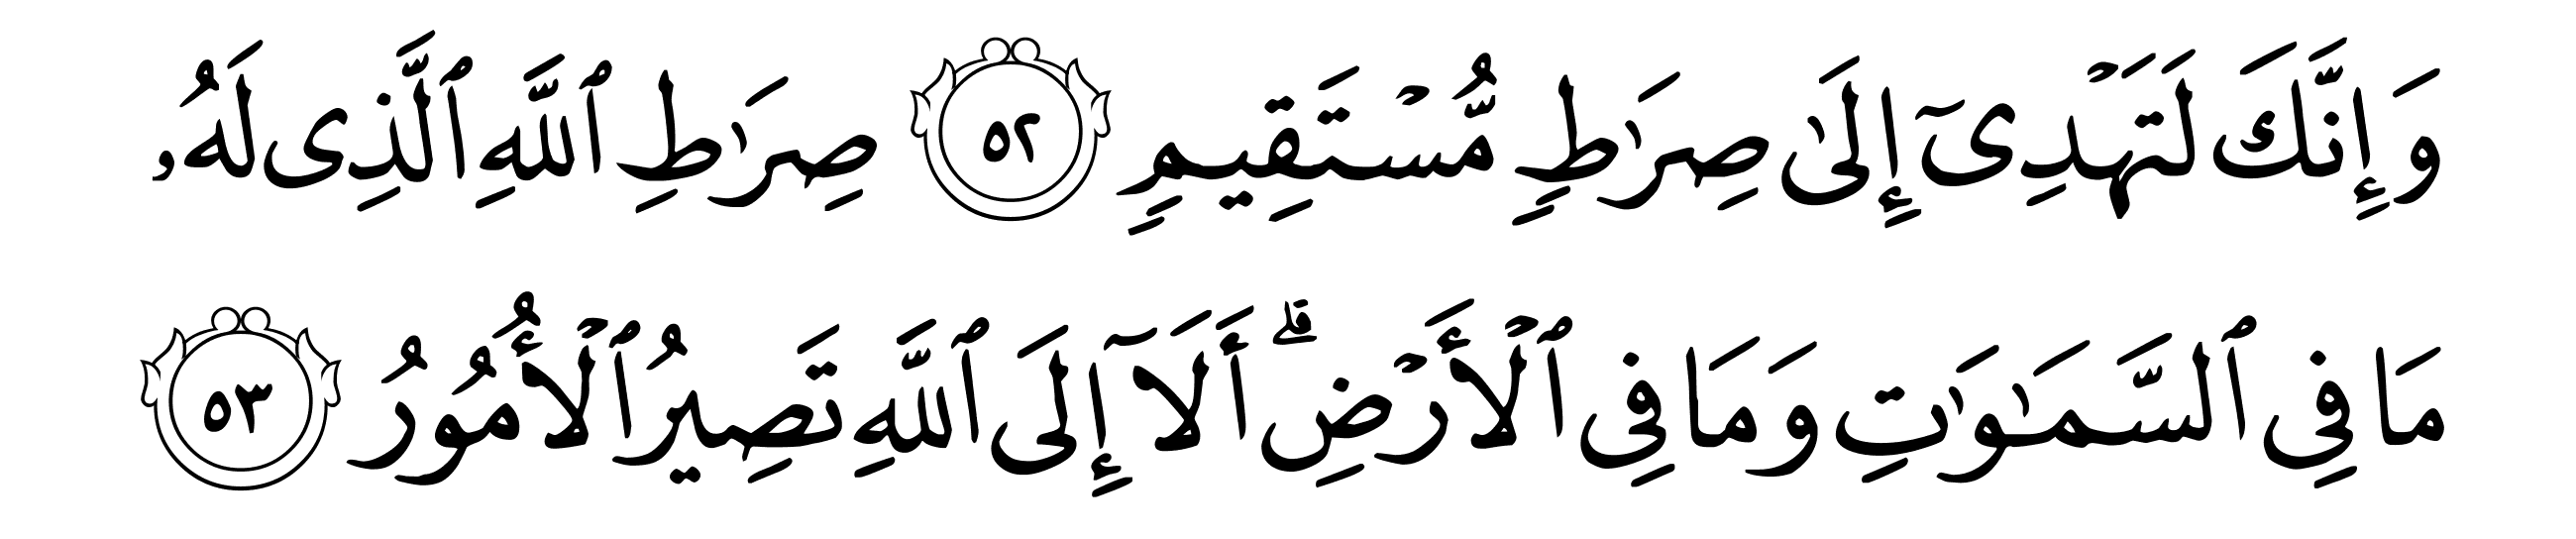 وَإِنَّكَ لَتَهۡدِىٓ إِلَىٰ صِرَٰطٍ مُّسۡتَقِيمٍ ٥٢ صِرَٰطِ ٱللَّهِ ٱلَّذِى لَهُۥ
مَا فِى ٱلسَّمَـٰوَٰتِ وَمَا فِى ٱلۡأَرۡضِ ۗ أَلَآ إِلَى ٱللَّهِ تَصِيرُ ٱلۡأُمُورُ ٥٣